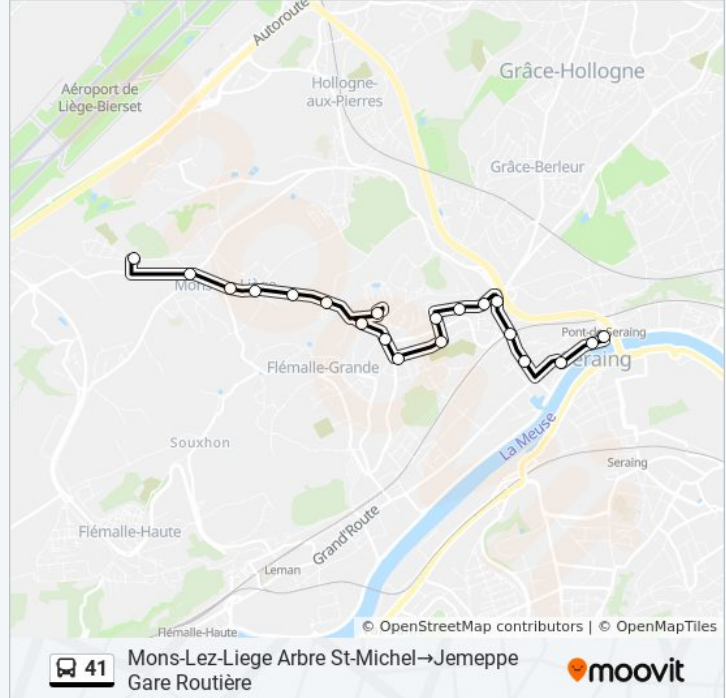 Autoroute
Aéroport de
Liège-Bierset
Hollogne-
aux-Pierres
Grâce-Hollogne
Grâce-Berleur
Pont-de-Seraing
Seraing
Flémalle-Grande
La Meuse
Souxhon
Seraing
Flémalle-Haute
Grand'Route
Leman
Flémalle-Haute
© OpenStreetMap contributors | © OpenMapTiles
41 Mons-Lez-Liege Arbre St-Michel→Jemeppe
Gare Routière
moovit